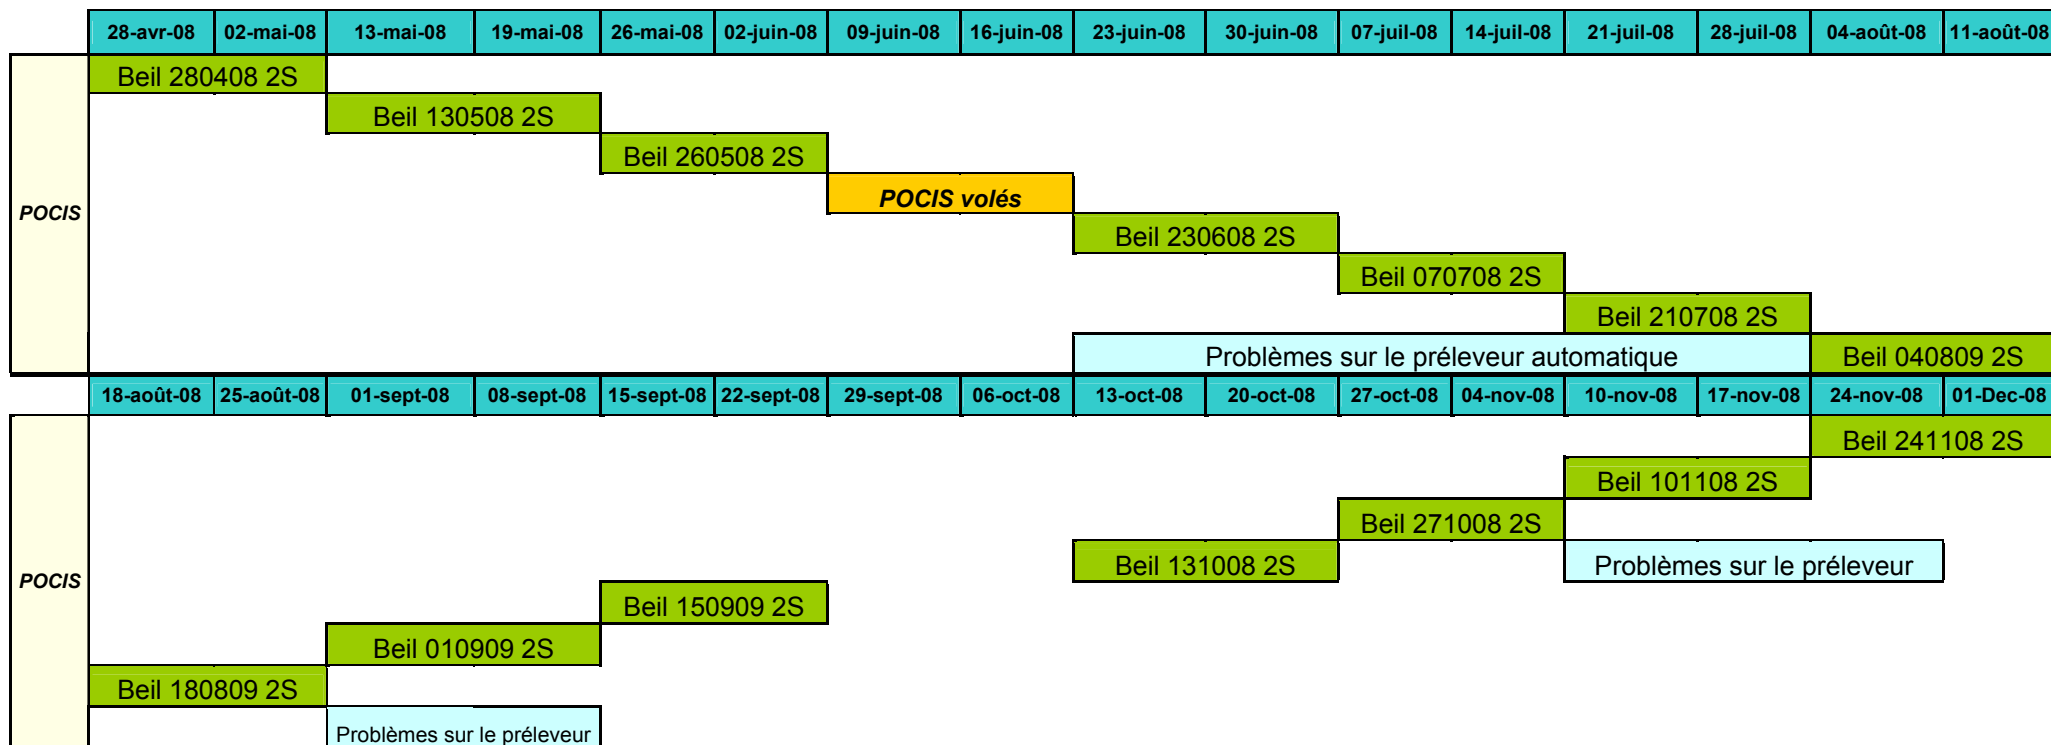 28-avr-08 02-mai-08 13-mai-08 19-mai-08 26-mai-08 02-juin-08 09-juin-08 16-juin-08 23-juin-08 30-juin-08 07-juil-08 14-juil-08 21-juil-08 28-juil-08 04-août-08 11-août-08
Beil 280408 2S
Beil 130508 2S
Beil 260508 2S
POCIS volés
POCIS
Beil 230608 2S
Beil 070708 2S
Beil 210708 2S
Problèmes sur le préleveur automatique Beil 040809 2S
18-août-08 25-août-08 01-sept-08 08-sept-08 15-sept-08 22-sept-08 29-sept-08 06-oct-08 13-oct-08 20-oct-08 27-oct-08 04-nov-08 10-nov-08 17-nov-08 24-nov-08 01-Dec-08
Beil 241108 2S
Beil 101108 2S
Beil 271008 2S
Beil 131008 2S Problèmes sur le préleveur
POCIS
Beil 150909 2S
Beil 010909 2S
Beil 180809 2S
Problèmes sur le préleveur